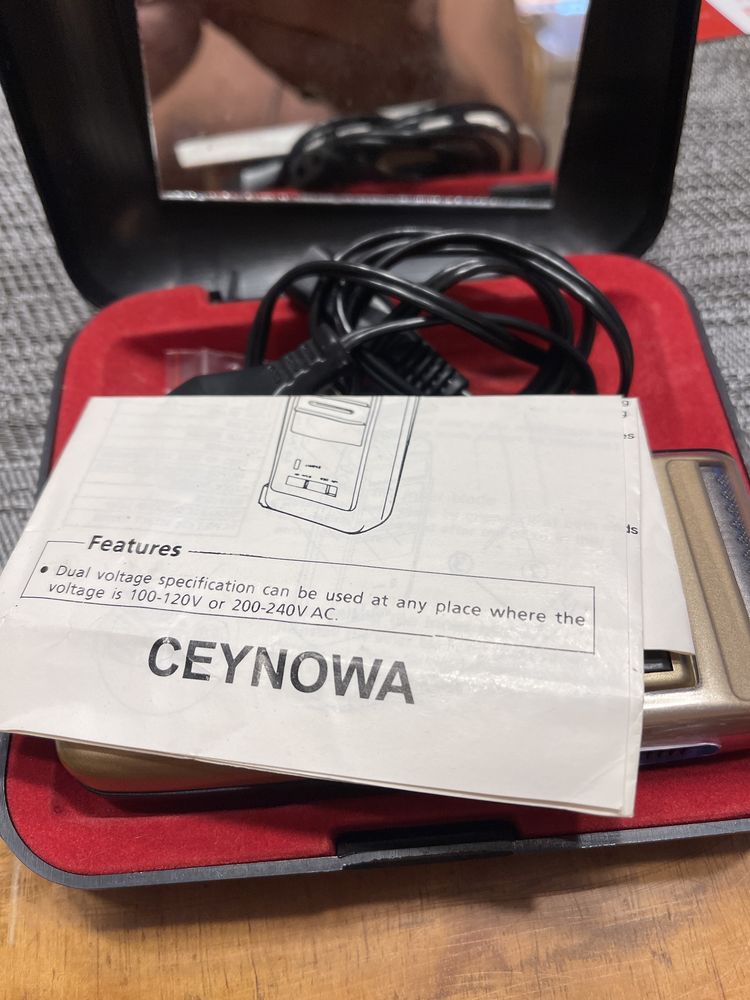 Features
• Dual voltage specification can be used at any place where the
voltage is 100-120V or 200-240V AC.
CEYNOWA